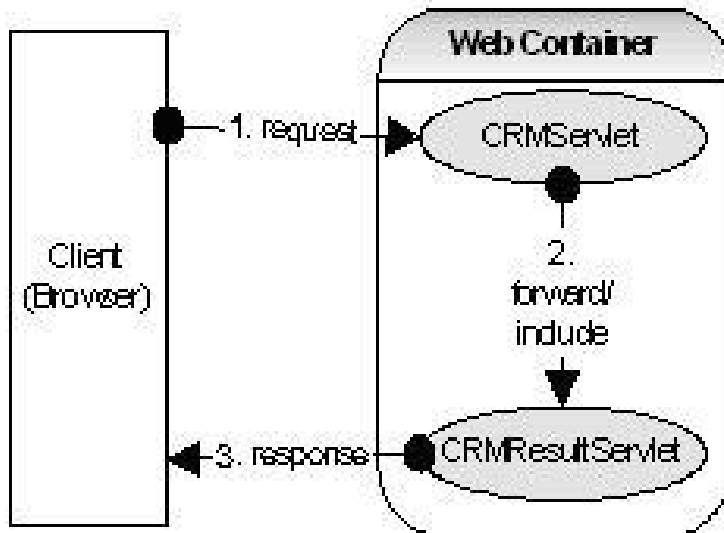 Web Container
1. request
CRMServlet
Client
(Browser)
2.
forward/
include
3. response
CRMResultServlet